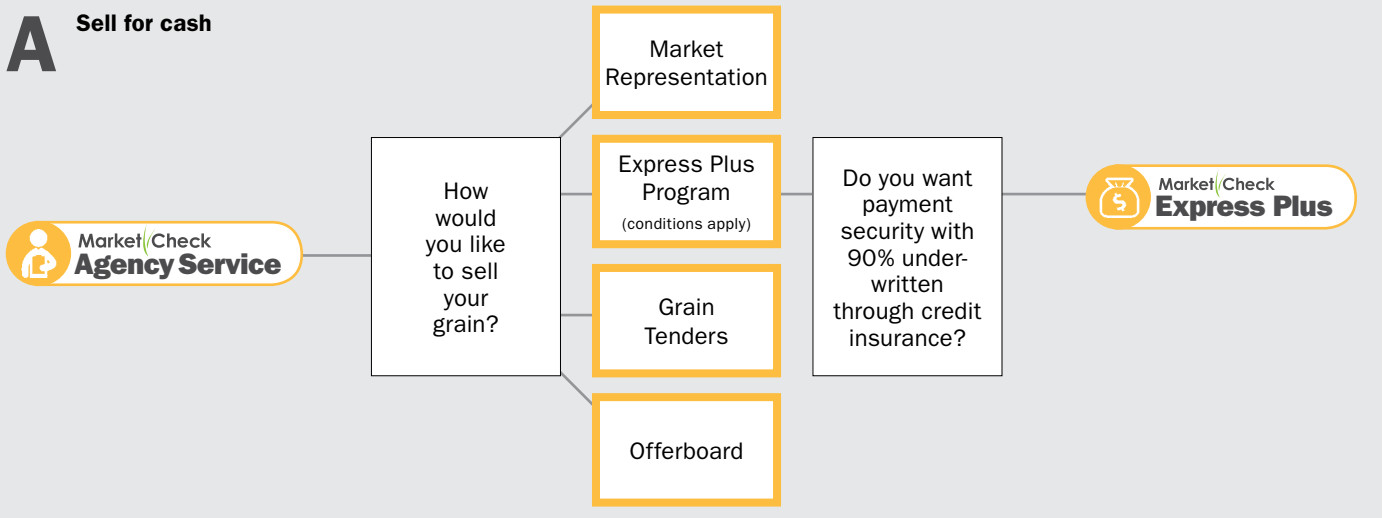 A
Sell for cash
Market Check
Agency Service
How
would
you like
to sell
your
grain?
Market
Representation
Express Plus
Program
(conditions apply)
Grain
Tenders
Offerboard
Do you want
payment
security with
90% under-
written
through credit
insurance?
$
Market Check
Express Plus